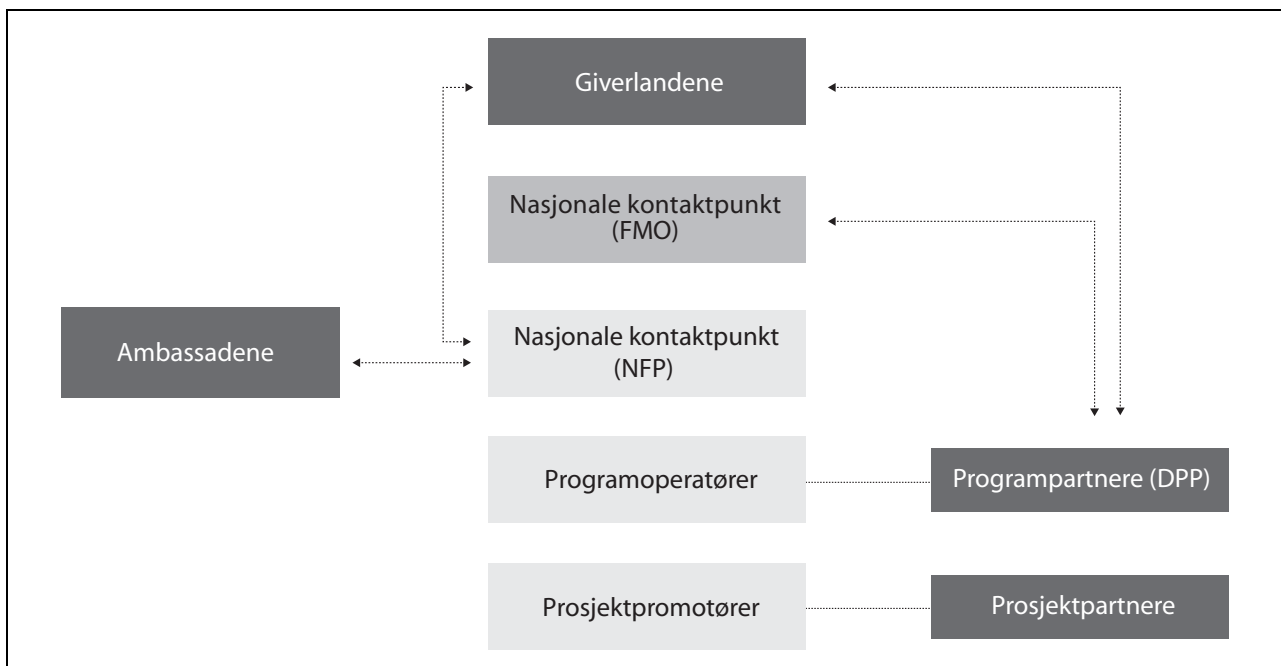 Giverlandene
Nasjonale kontaktpunkt
(FMO)
Ambassadene
Nasjonale kontaktpunkt
(NFP)
Programoperatører
Programpartnere (DPP)
Prosjektpromotører
Prosjektpartnere